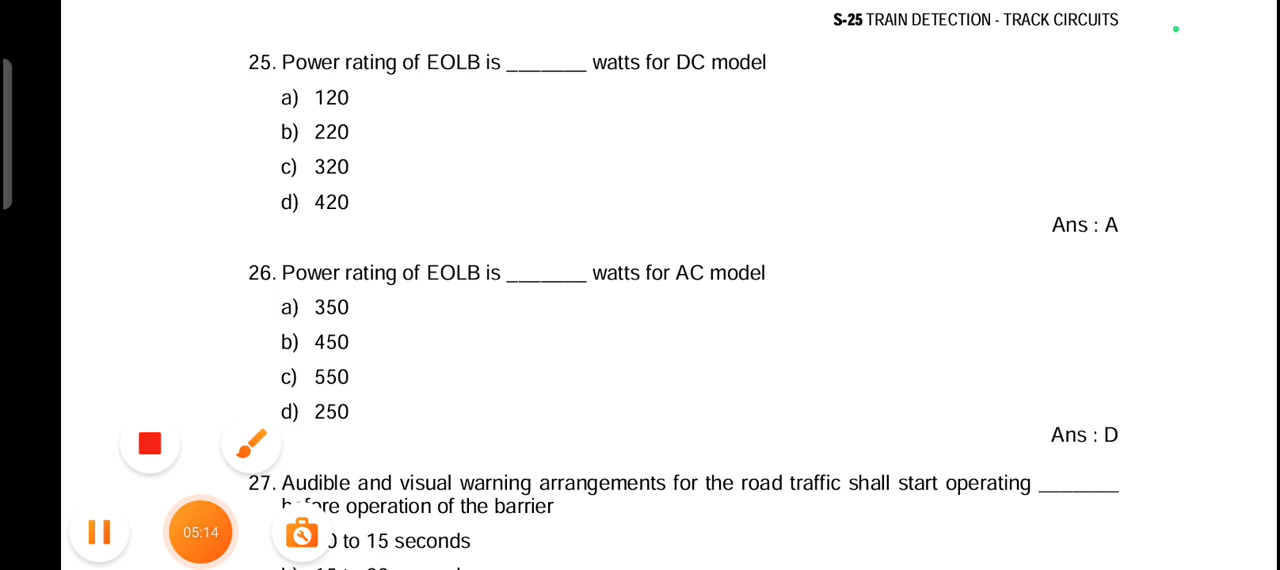 S-25 TRAIN DETECTION - TRACK CIRCUITS
25. Power rating of EOLB is _______ watts for DC model
a) 120
b) 220
c) 320
d) 420
Ans : A
26. Power rating of EOLB is _______ watts for AC model
a) 350
b) 450
c) 550
d) 250
Ans : D
27. Audible and visual warning arrangements for the road traffic shall start operating _______
operation of the barrier
to 15 seconds
05:14